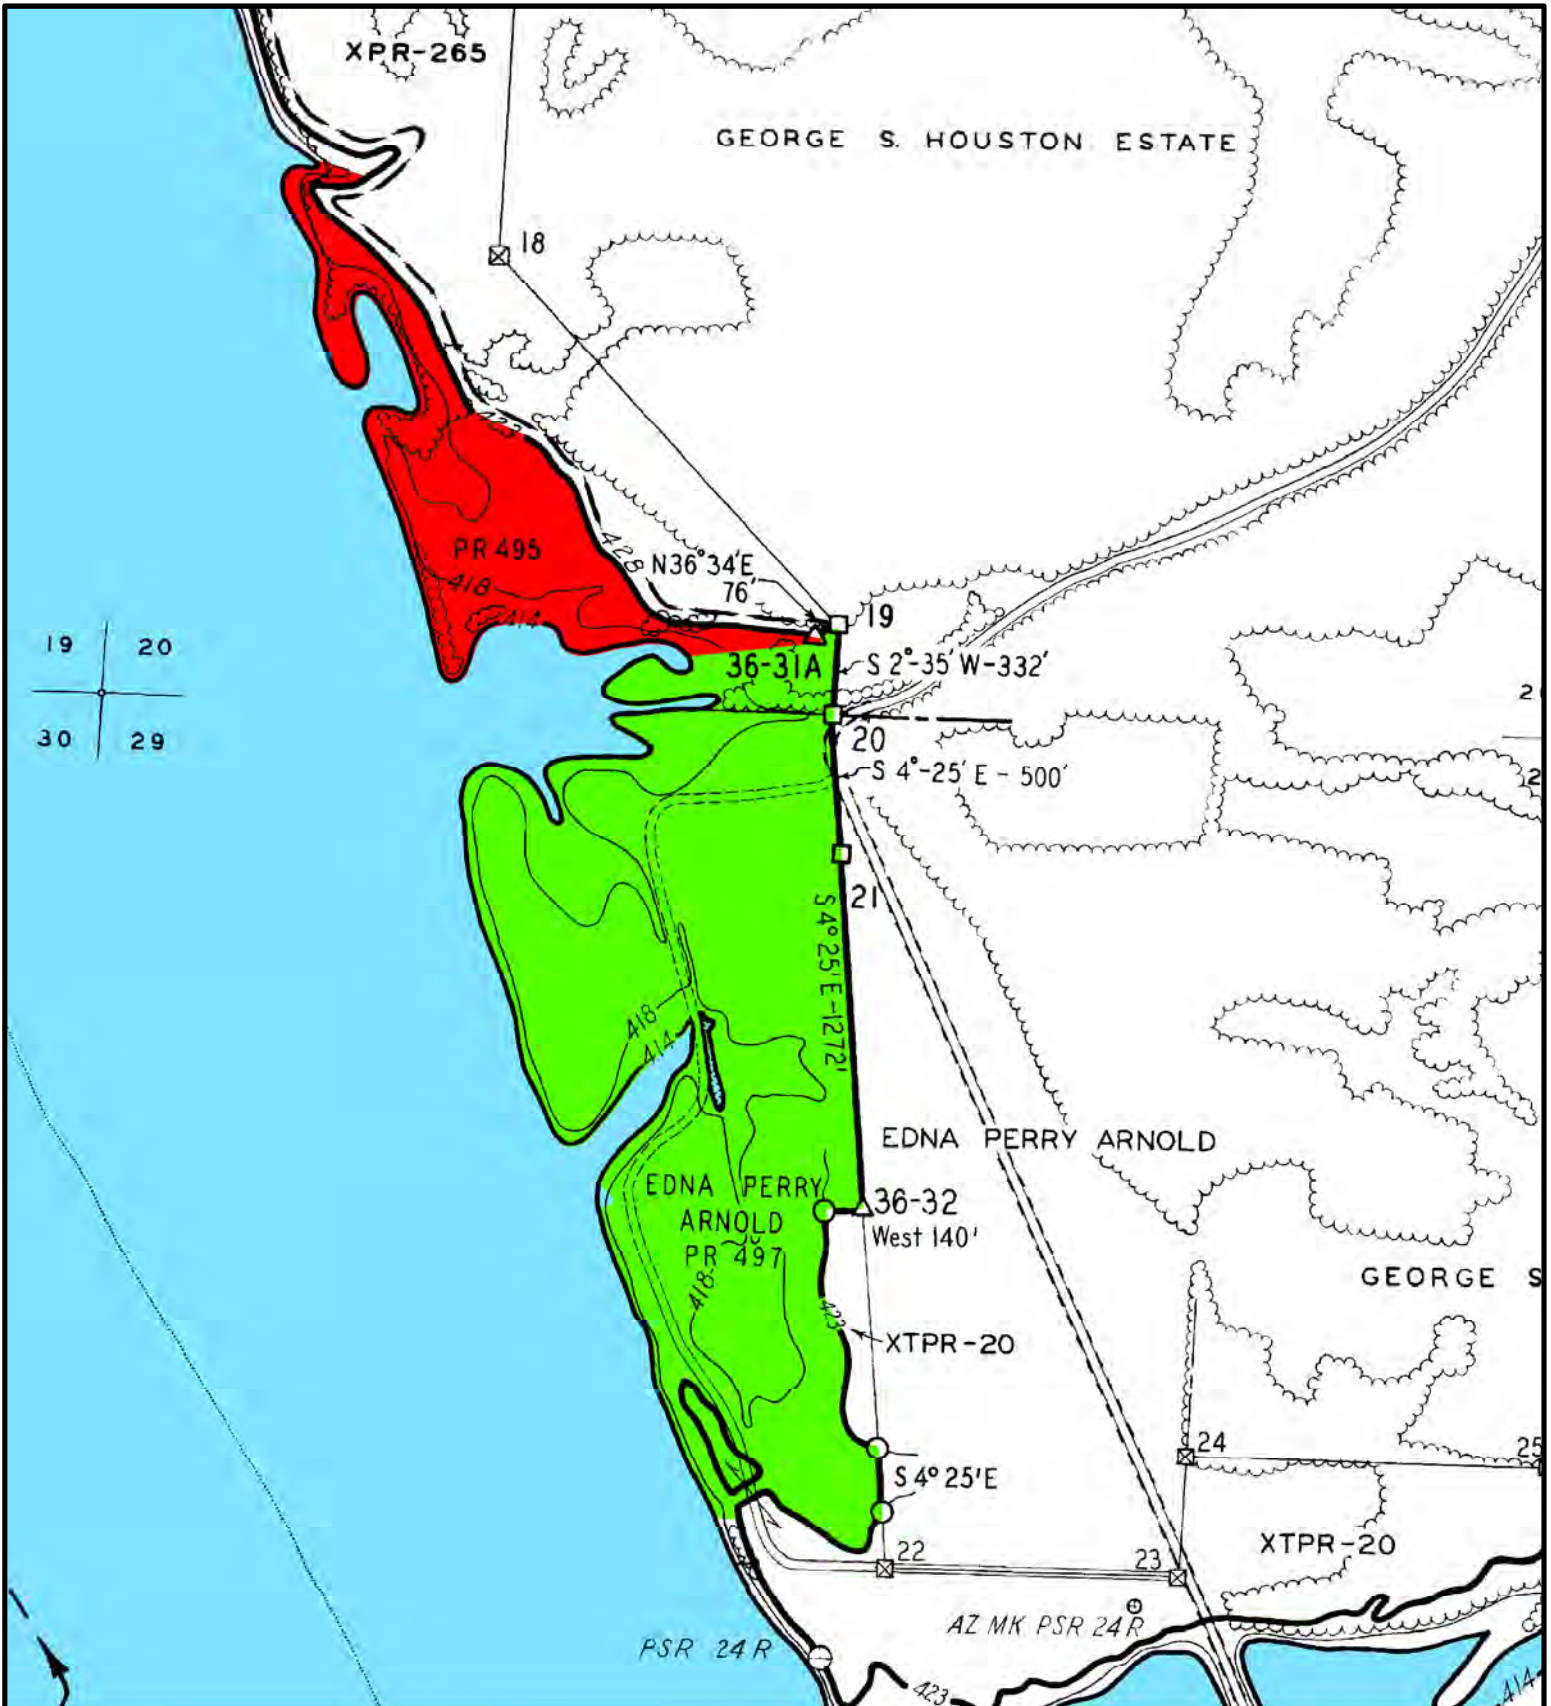 XPR-265
GEORGE S. HOUSTON ESTATE
18
423
PR 495
428
N36°34'E
76'
418
414
19
19 20
30 29
36-31A
S 2°-35' W-332'
20
S 4°-25' E - 500'
21
S 4° 25' E -1272'
418
414
EDNA PERRY ARNOLD
EDNA PERRY
ARNOLD
PR 497
36-32
West 140'
418
423
GEORGE S
XTPR-20
24
25
S 4° 25' E
XTPR-20
22
23
AZ MK PSR 24 R
PSR 24 R
423
414